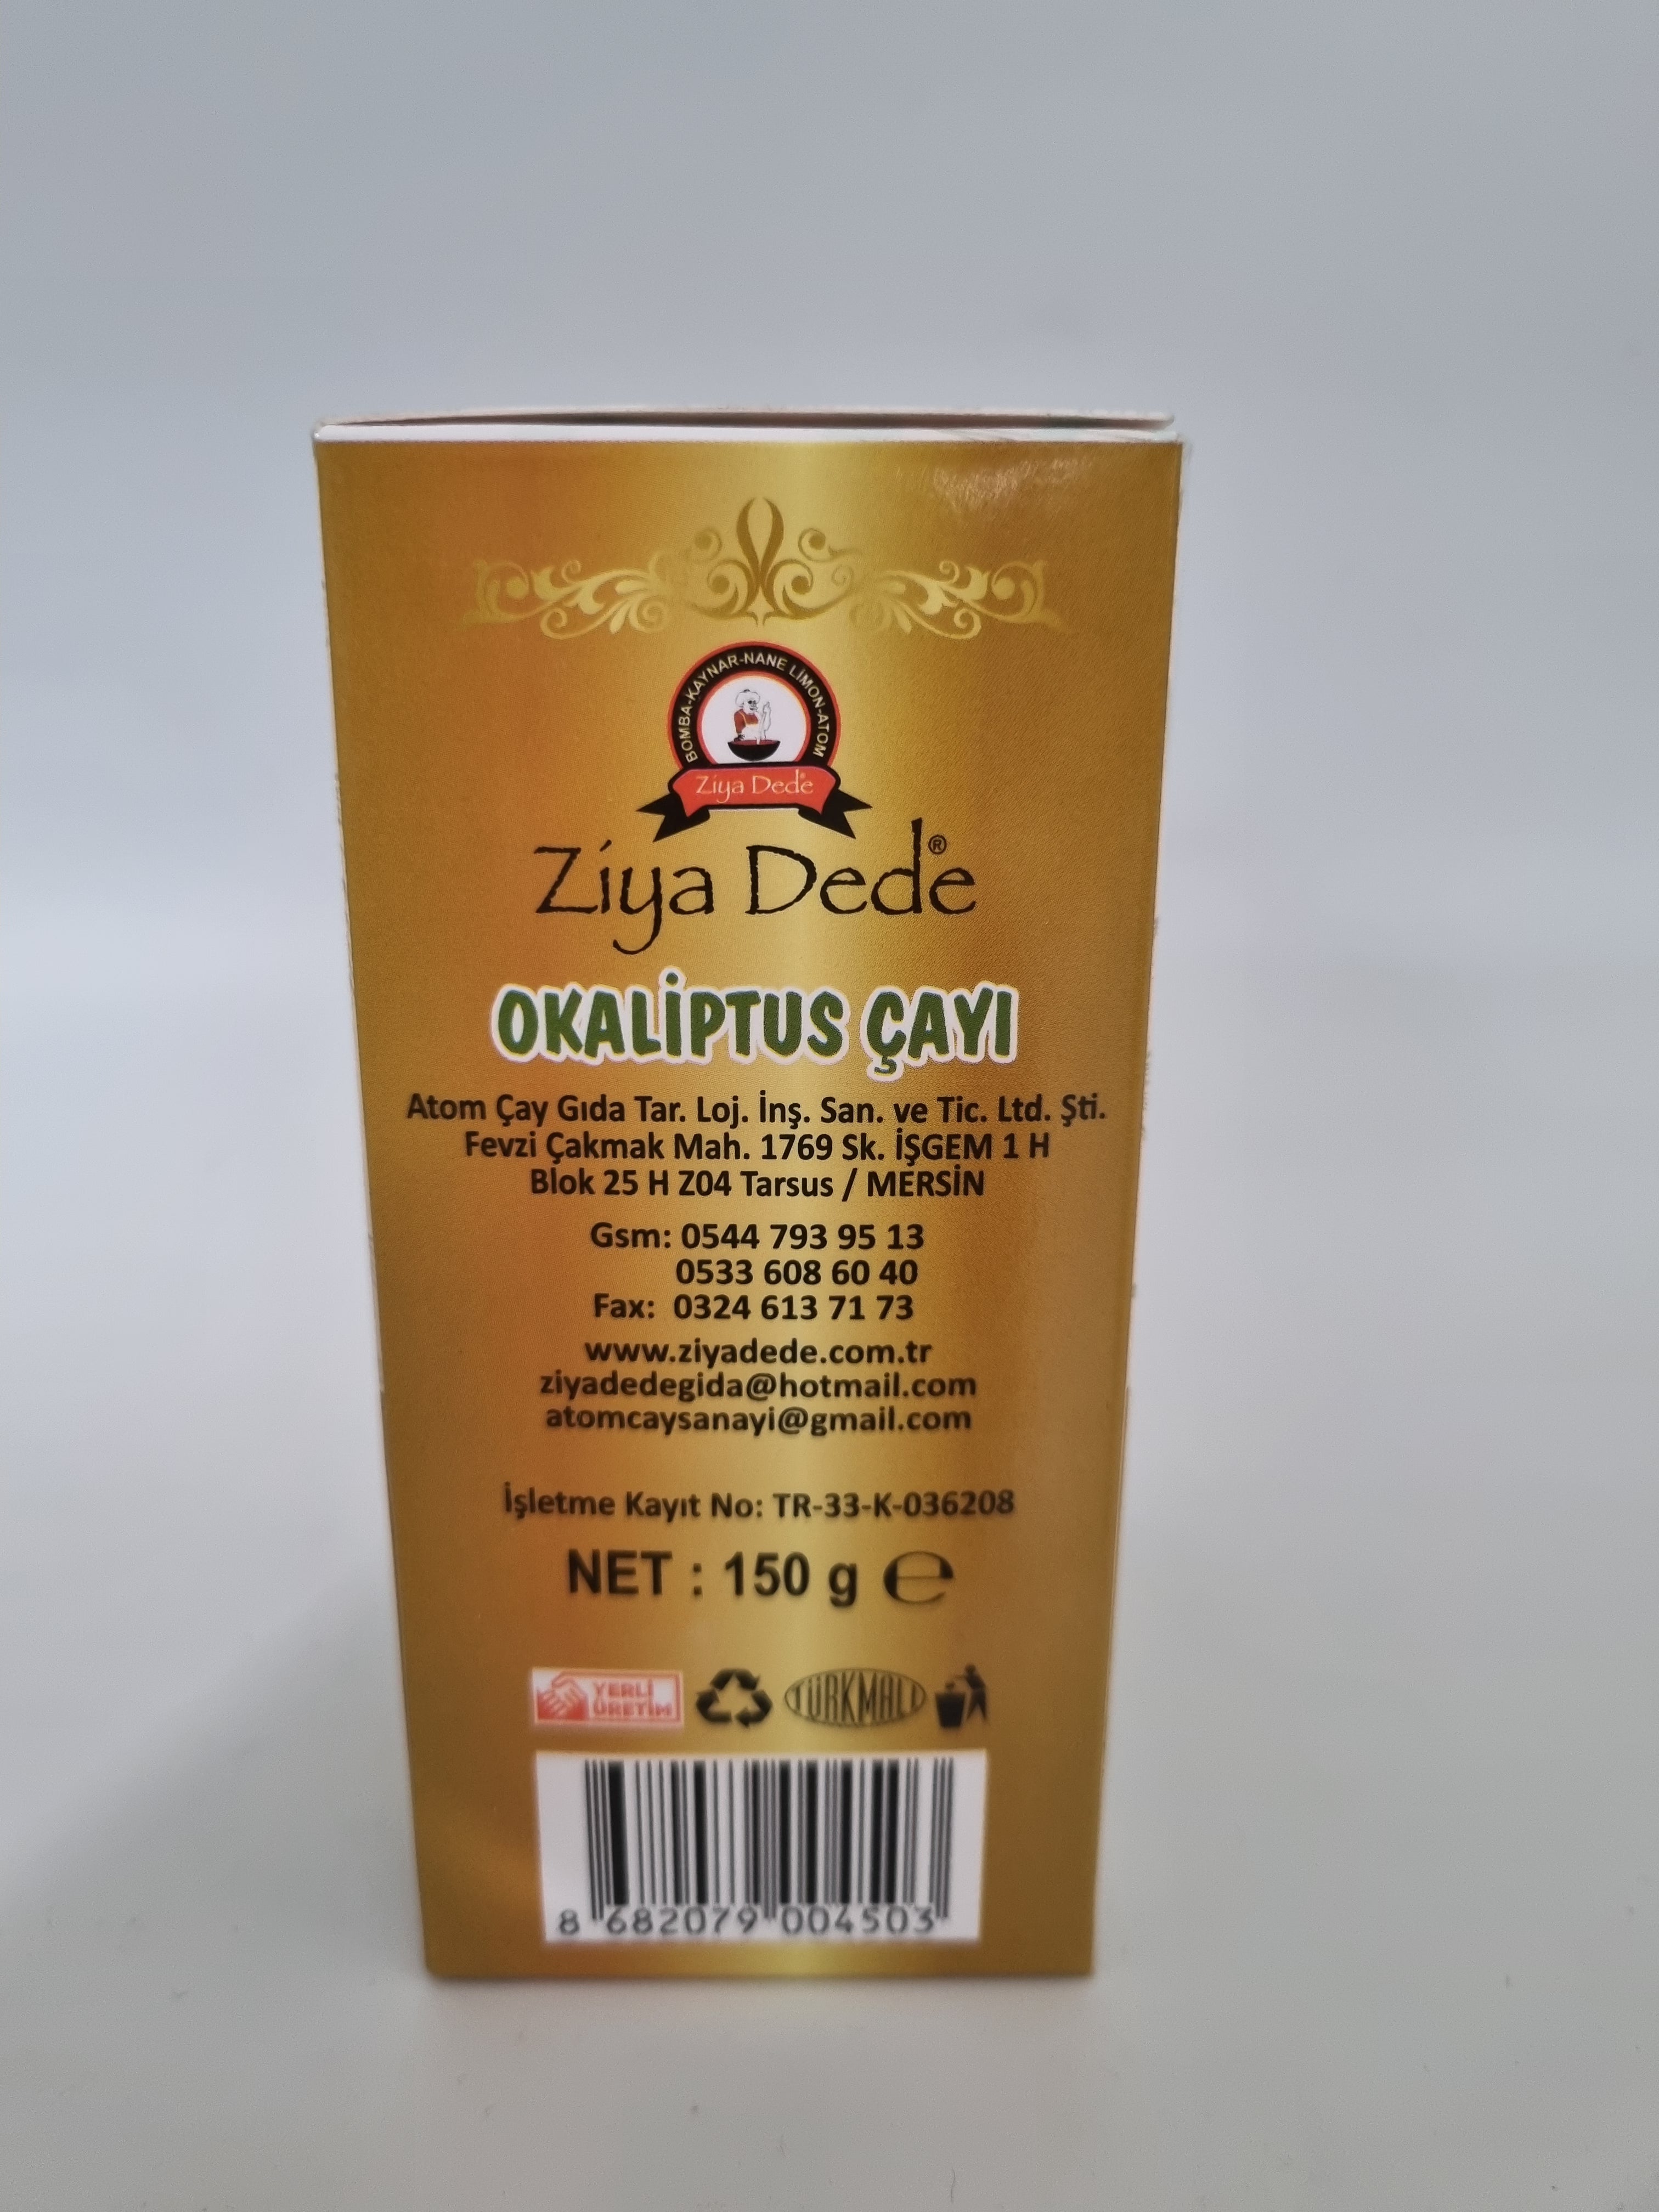 BOMBA-KAYNAR-NANE LİMON-ATOM
Ziya Dede®
Ziya Dede®
OKALİPTUS ÇAYI
Atom Çay Gıda Tar. Loj. İnş. San. ve Tic. Ltd. Şti.
Fevzi Çakmak Mah. 1769 Sk. İŞGEM 1 H
Blok 25 H Z04 Tarsus / MERSİN
Gsm: 0544 793 95 13
0533 608 60 40
Fax: 0324 613 71 73
www.ziyadede.com.tr
ziyadedegida@hotmail.com
atomcaysanayi@gmail.com
İşletme Kayıt No: TR-33-K-036208
NET : 150 g ℮
YERLİ
ÜRETİM
TÜRKMALI
8 682079 004503